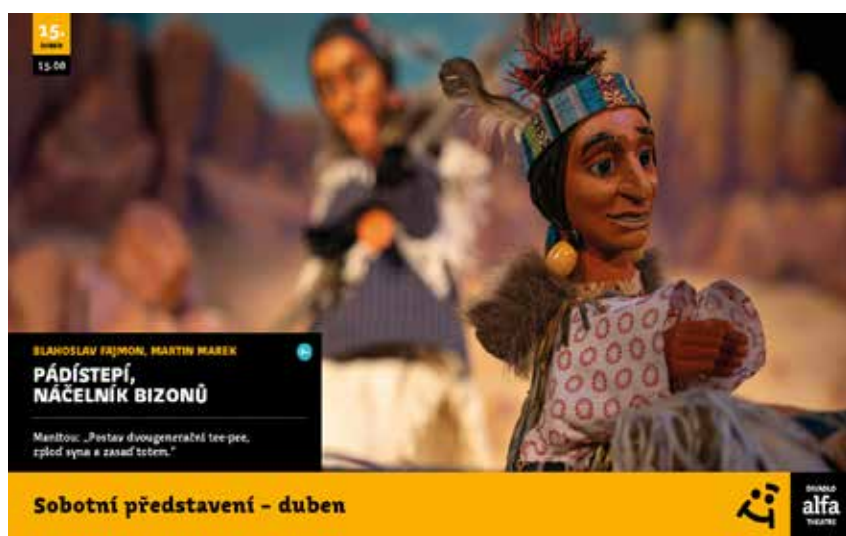 15.
DUBEN
15.00
BLAHOSLAV FAJMON, MARTIN MAREK
PÁDÍSTEPÍ,
NÁČELNÍK BIZONŮ
Manitou: „Postav dvougenerační tee-pee,
zploď syna a zasaď totem.“
Sobotní představení – duben
DIVADLO
alfa
THEATRE